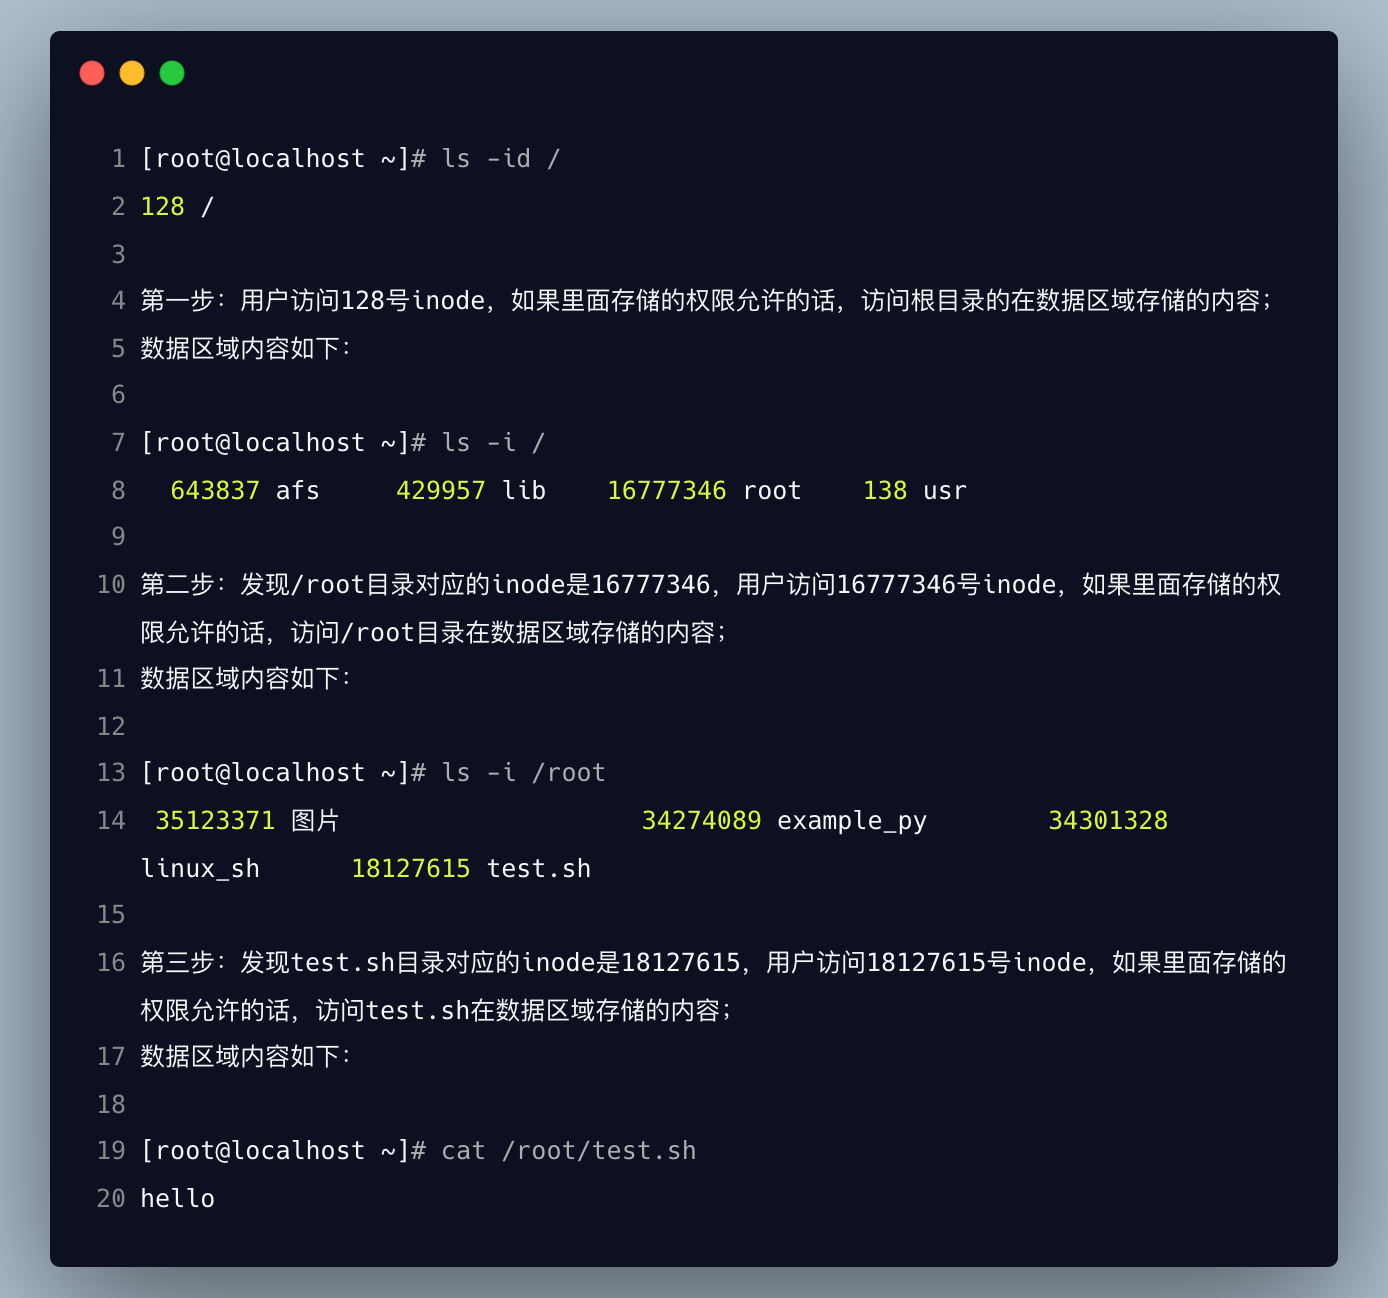 1 [root@localhost ~]# ls -id /
2 128 /
3
4 第一步：用户访问128号inode，如果里面存储的权限允许的话，访问根目录的在数据区域存储的内容；
5 数据区域内容如下：
6
7 [root@localhost ~]# ls -i /
8   643837 afs     429957 lib    16777346 root    138 usr
9
10 第二步：发现/root目录对应的inode是16777346，用户访问16777346号inode，如果里面存储的权
限允许的话，访问/root目录在数据区域存储的内容；
11 数据区域内容如下：
12
13 [root@localhost ~]# ls -i /root
14  35123371 图片                    34274089 example_py        34301328
linux_sh      18127615 test.sh
15
16 第三步：发现test.sh目录对应的inode是18127615，用户访问18127615号inode，如果里面存储的
权限允许的话，访问test.sh在数据区域存储的内容；
17 数据区域内容如下：
18
19 [root@localhost ~]# cat /root/test.sh
20 hello